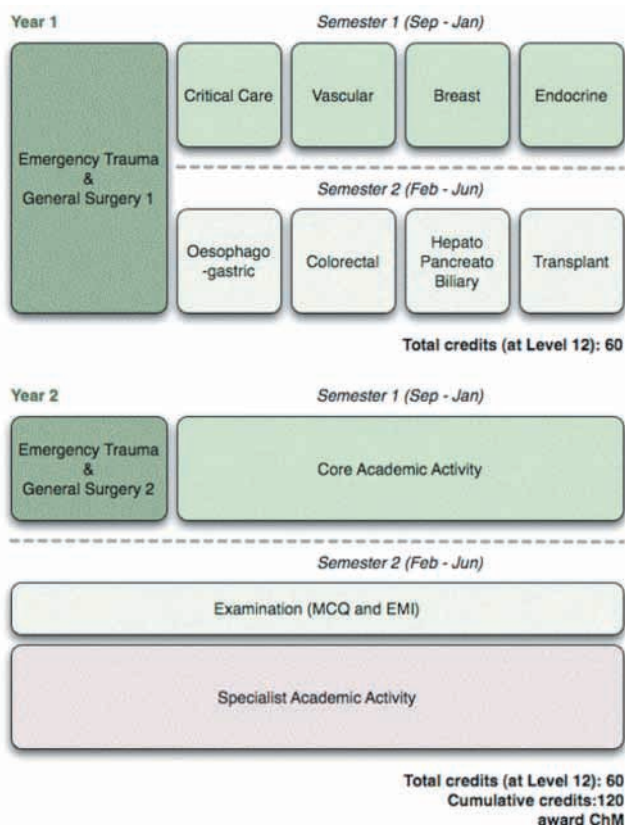 Year 1
Semester 1 (Sep - Jan)
Emergency Trauma
&
General Surgery 1
Critical Care
Vascular
Breast
Endocrine
Semester 2 (Feb - Jun)
Oesophago
-gastric
Colorectal
Hepato
Pancreato
Biliary
Transplant
Total credits (at Level 12): 60
Year 2
Semester 1 (Sep - Jan)
Emergency Trauma
&
General Surgery 2
Core Academic Activity
Semester 2 (Feb - Jun)
Examination (MCQ and EMI)
Specialist Academic Activity
Total credits (at Level 12): 60
Cumulative credits:120
award ChM